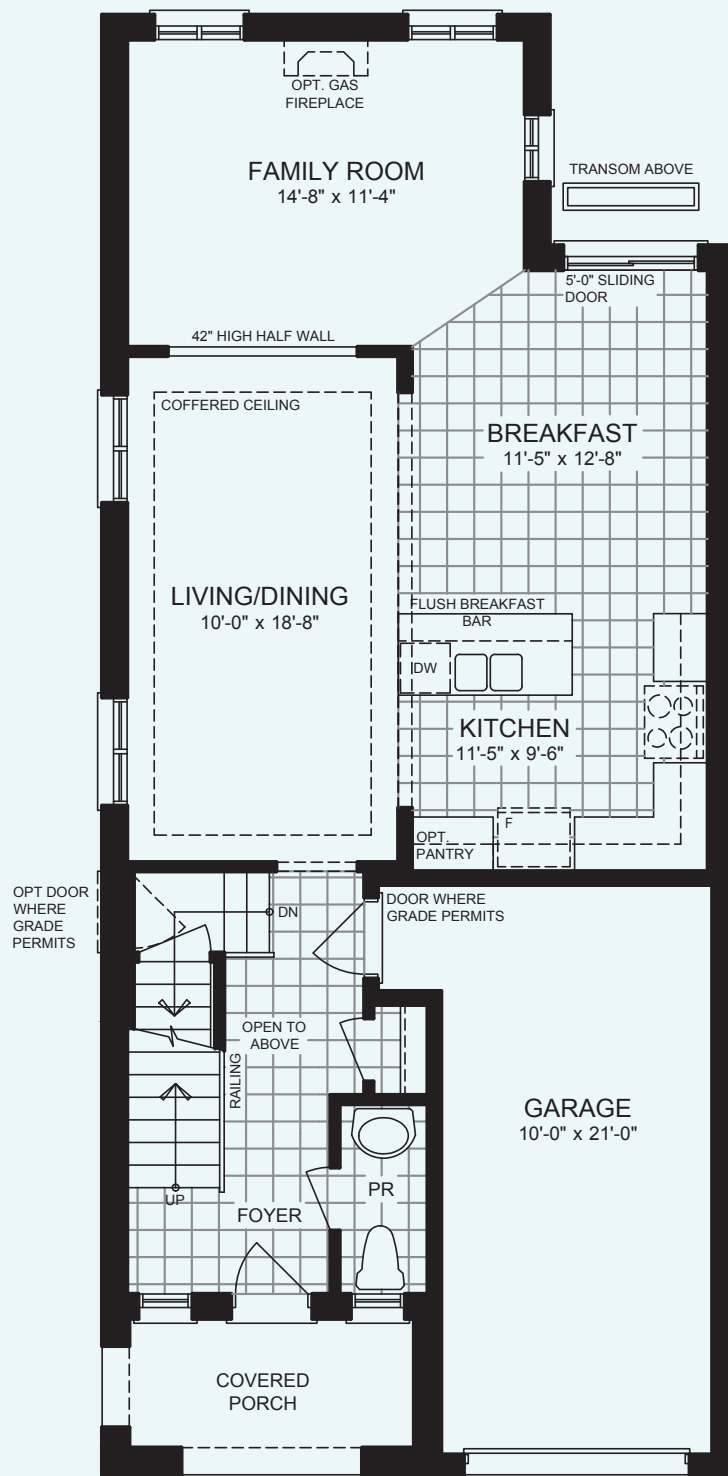 OPT. GAS
FIREPLACE
FAMILY ROOM
14'-8" x 11'-4"
TRANSOM ABOVE
5'-0" SLIDING
DOOR
42" HIGH HALF WALL
COFFERED CEILING
BREAKFAST
11'-5" x 12'-8"
LIVING/DINING
10'-0" x 18'-8"
FLUSH BREAKFAST
BAR
DW
KITCHEN
11'-5" x 9'-6"
F
OPT.
PANTRY
OPT DOOR
WHERE
GRADE
PERMITS
DN
DOOR WHERE
GRADE PERMITS
OPEN TO
ABOVE
RAILING
GARAGE
10'-0" x 21'-0"
PR
UP
FOYER
COVERED
PORCH